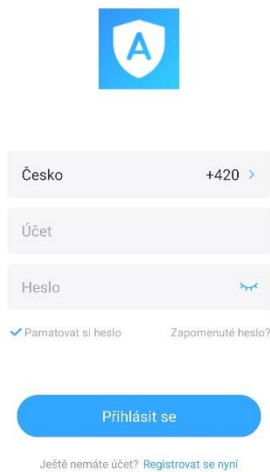 A
Česko +420
Účet
Heslo
Pamatovat si heslo Zapomenuté heslo?
Přihlásit se
Ještě nemáte účet? Registrovat se nyní